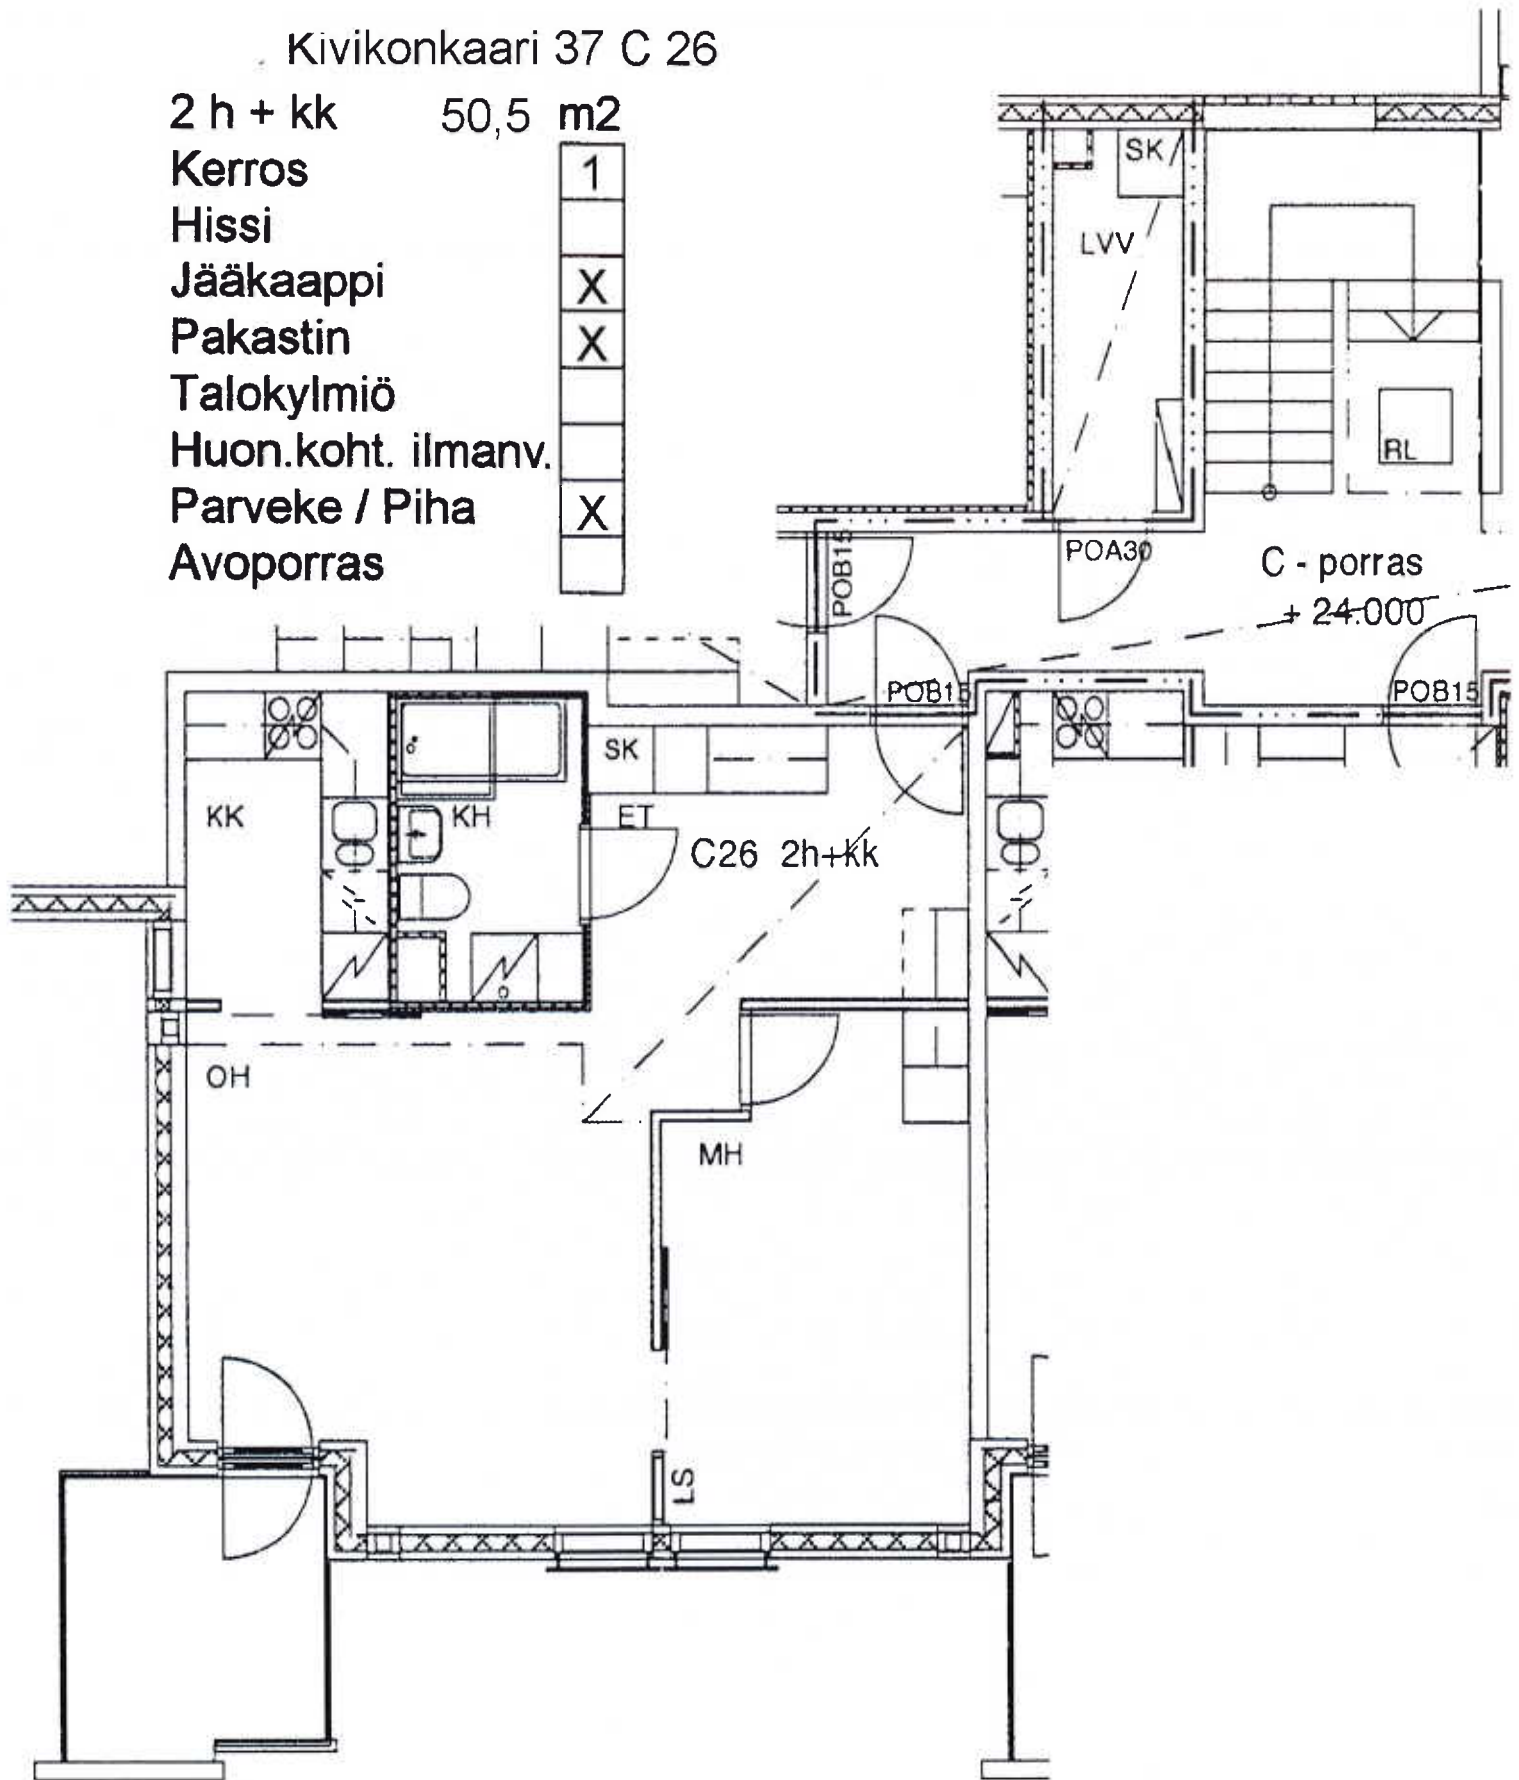 Kivikonkaari 37 C 26
2 h + kk 50,5 m2
Kerros 1
Hissi
Jääkaappi X
Pakastin X
Talokylmiö
Huon.koht. ilmanv.
Parveke / Piha X
Avoporras
SK
LVV
RL
POB15
POA30
C - porras
+ 24.000
POB15
POB15
SK
KK
KH
ET
C26 2h+kk
OH
MH
LS